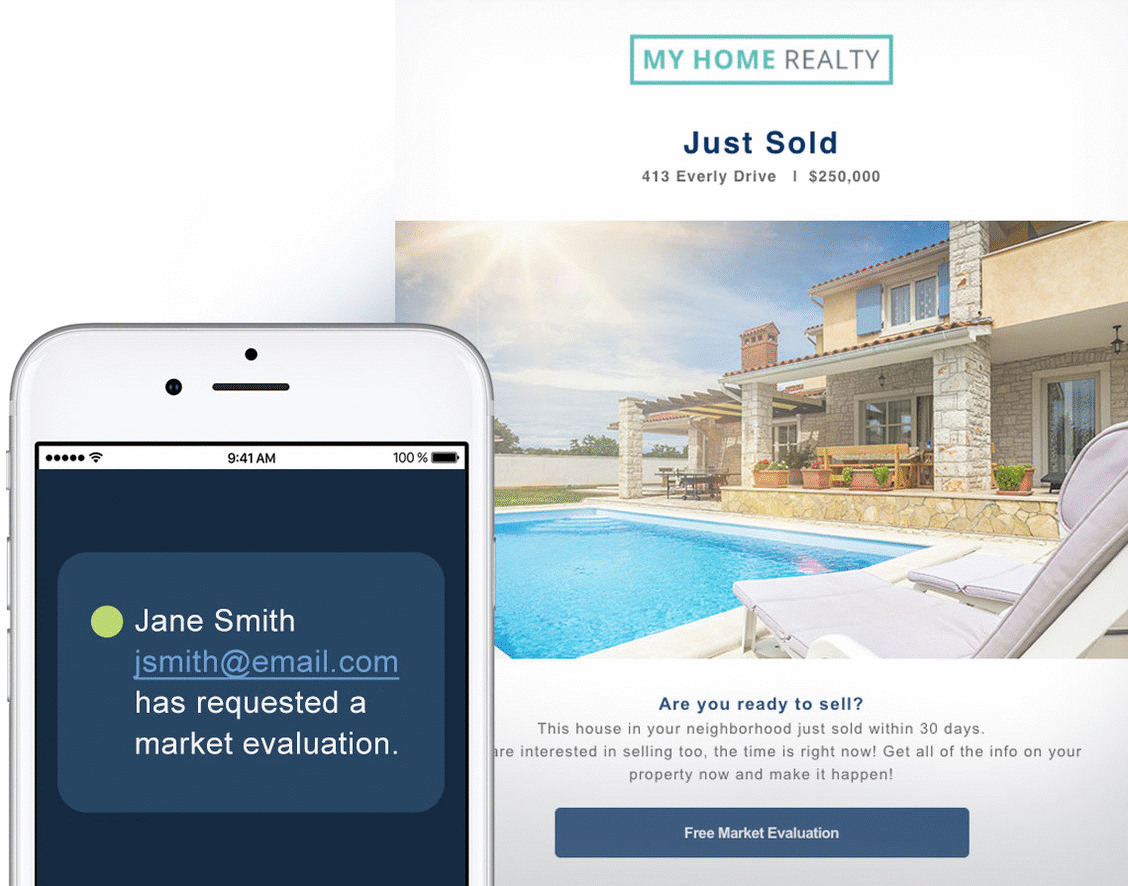 MY HOME REALTY
Just Sold
413 Everly Drive | $250,000
9:41 AM
100 %
Jane Smith
jsmith@email.com
has requested a
market evaluation.
Are you ready to sell?
This house in your neighborhood just sold within 30 days.
are interested in selling too, the time is right now! Get all of the info on your
property now and make it happen!
Free Market Evaluation